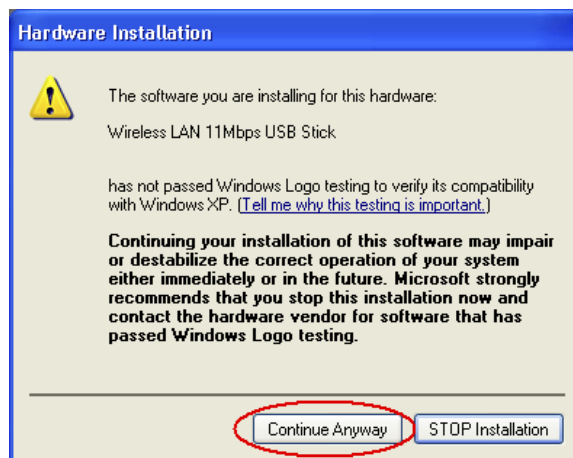 Hardware Installation
The software you are installing for this hardware:
Wireless LAN 11Mbps USB Stick
has not passed Windows Logo testing to verify its compatibility
with Windows XP. (Tell me why this testing is important.)
Continuing your installation of this software may impair
or destabilize the correct operation of your system
either immediately or in the future. Microsoft strongly
recommends that you stop this installation now and
contact the hardware vendor for software that has
passed Windows Logo testing.
Continue Anyway
STOP Installation